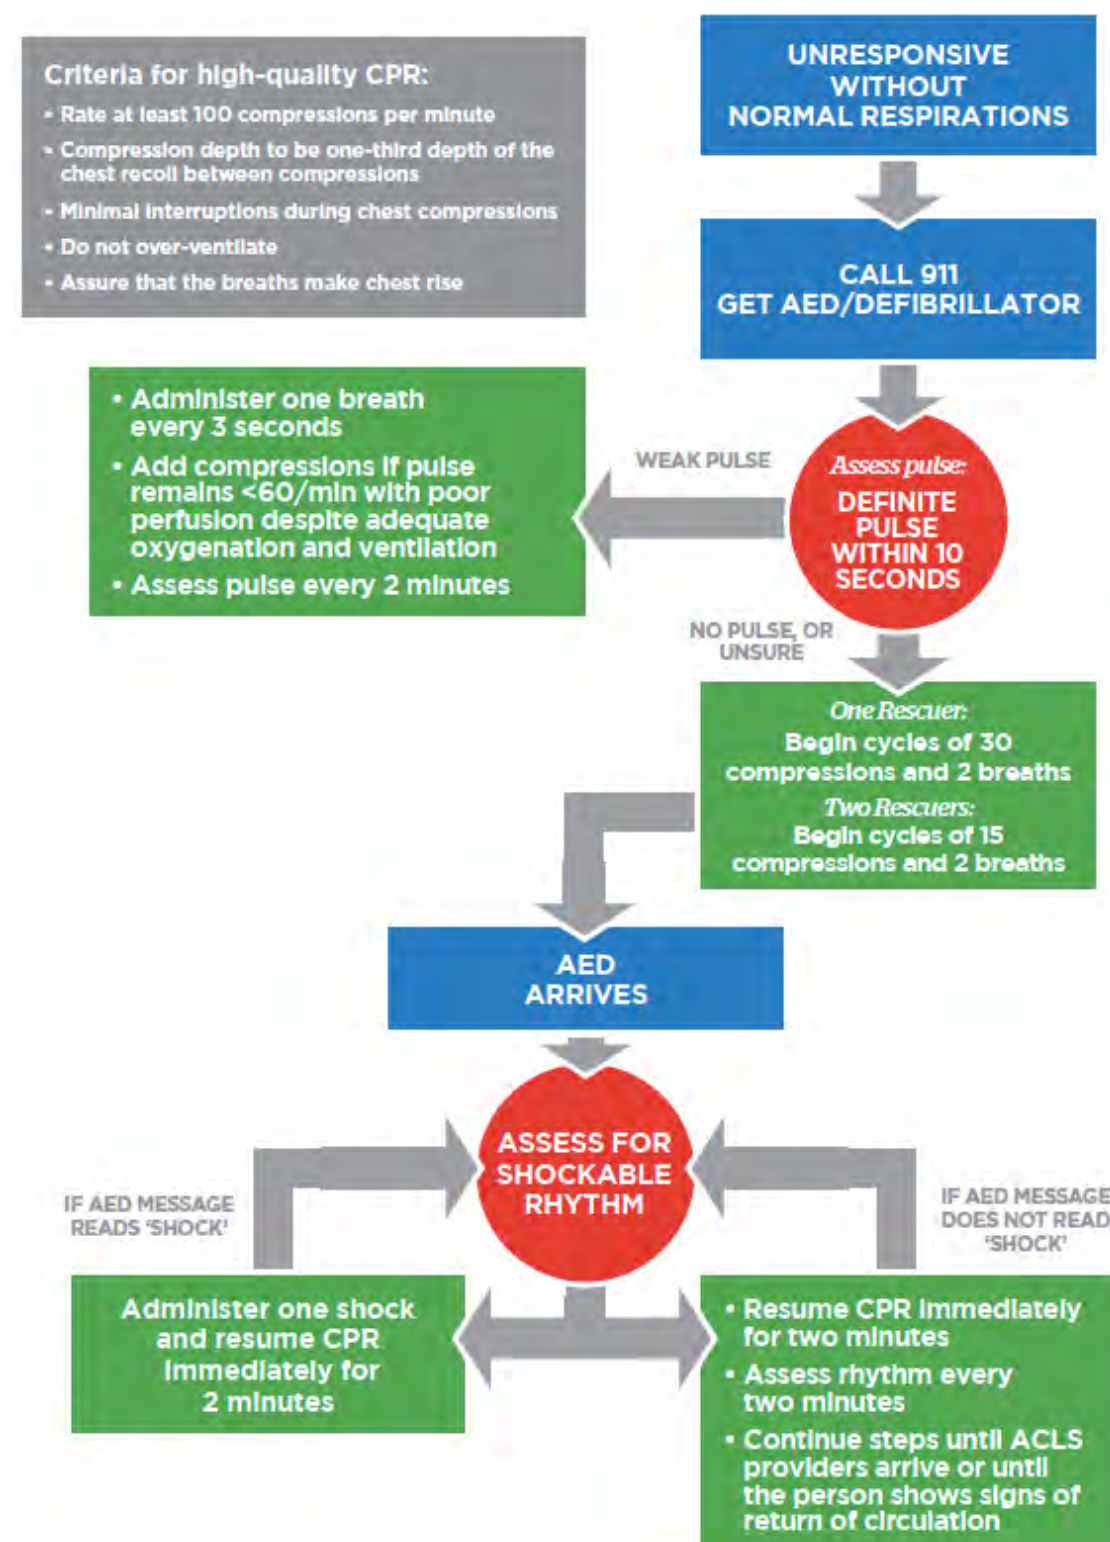 Criteria for high-quality CPR:
• Rate at least 100 compressions per minute
• Compression depth to be one-third depth of the
chest recoil between compressions
• Minimal interruptions during chest compressions
• Do not over-ventilate
• Assure that the breaths make chest rise
UNRESPONSIVE
WITHOUT
NORMAL RESPIRATIONS
CALL 911
GET AED/DEFIBRILLATOR
• Administer one breath
every 3 seconds
• Add compressions if pulse
remains <60/min with poor
perfusion despite adequate
oxygenation and ventilation
• Assess pulse every 2 minutes
WEAK PULSE
Assess pulse:
DEFINITE
PULSE
WITHIN 10
SECONDS
NO PULSE, OR
UNSURE
One Rescuer:
Begin cycles of 30
compressions and 2 breaths
Two Rescuers:
Begin cycles of 15
compressions and 2 breaths
AED
ARRIVES
ASSESS FOR
SHOCKABLE
RHYTHM
IF AED MESSAGE
READS ‘SHOCK’
IF AED MESSAGE
DOES NOT READ
‘SHOCK’
Administer one shock
and resume CPR
immediately for
2 minutes
• Resume CPR immediately
for two minutes
• Assess rhythm every
two minutes
• Continue steps until ACLS
providers arrive or until
the person shows signs of
return of circulation